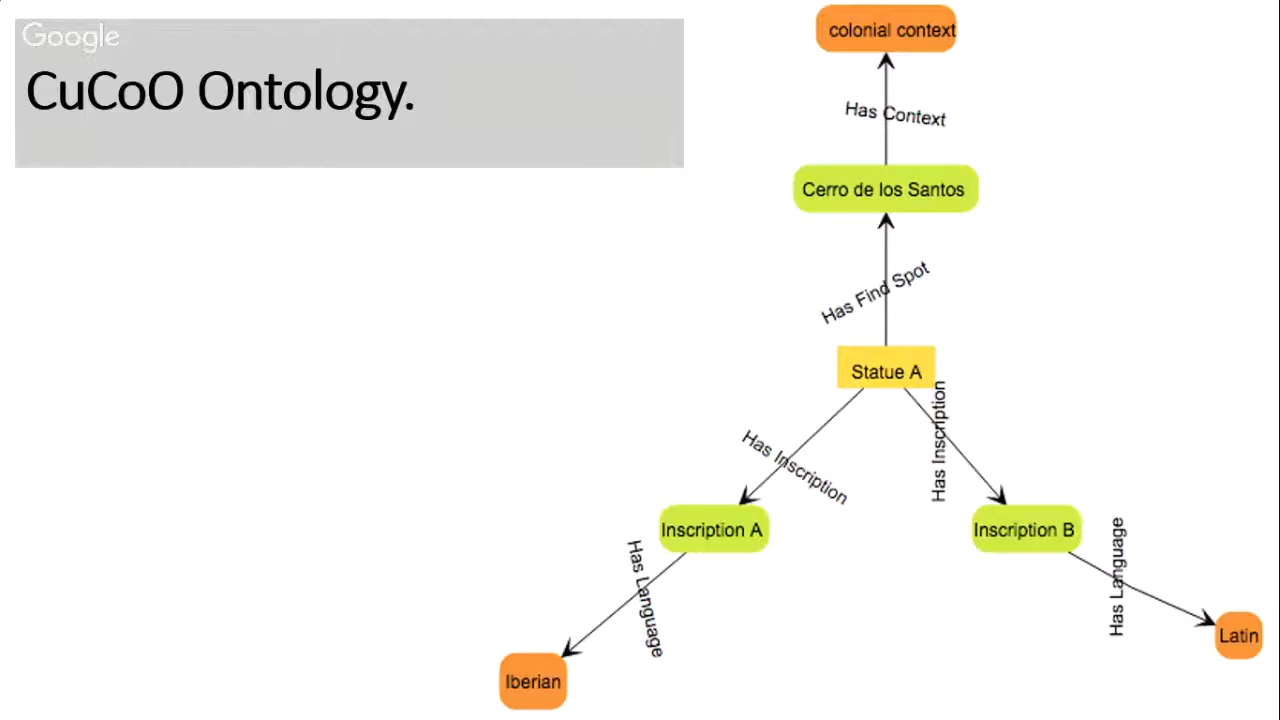 Google
CuCoO Ontology.
colonial context
Has Context
Cerro de los Santos
Has Find Spot
Statue A
Has Inscription
Has Inscription
Inscription A
Inscription B
Has Language
Has Language
Latin
Iberian